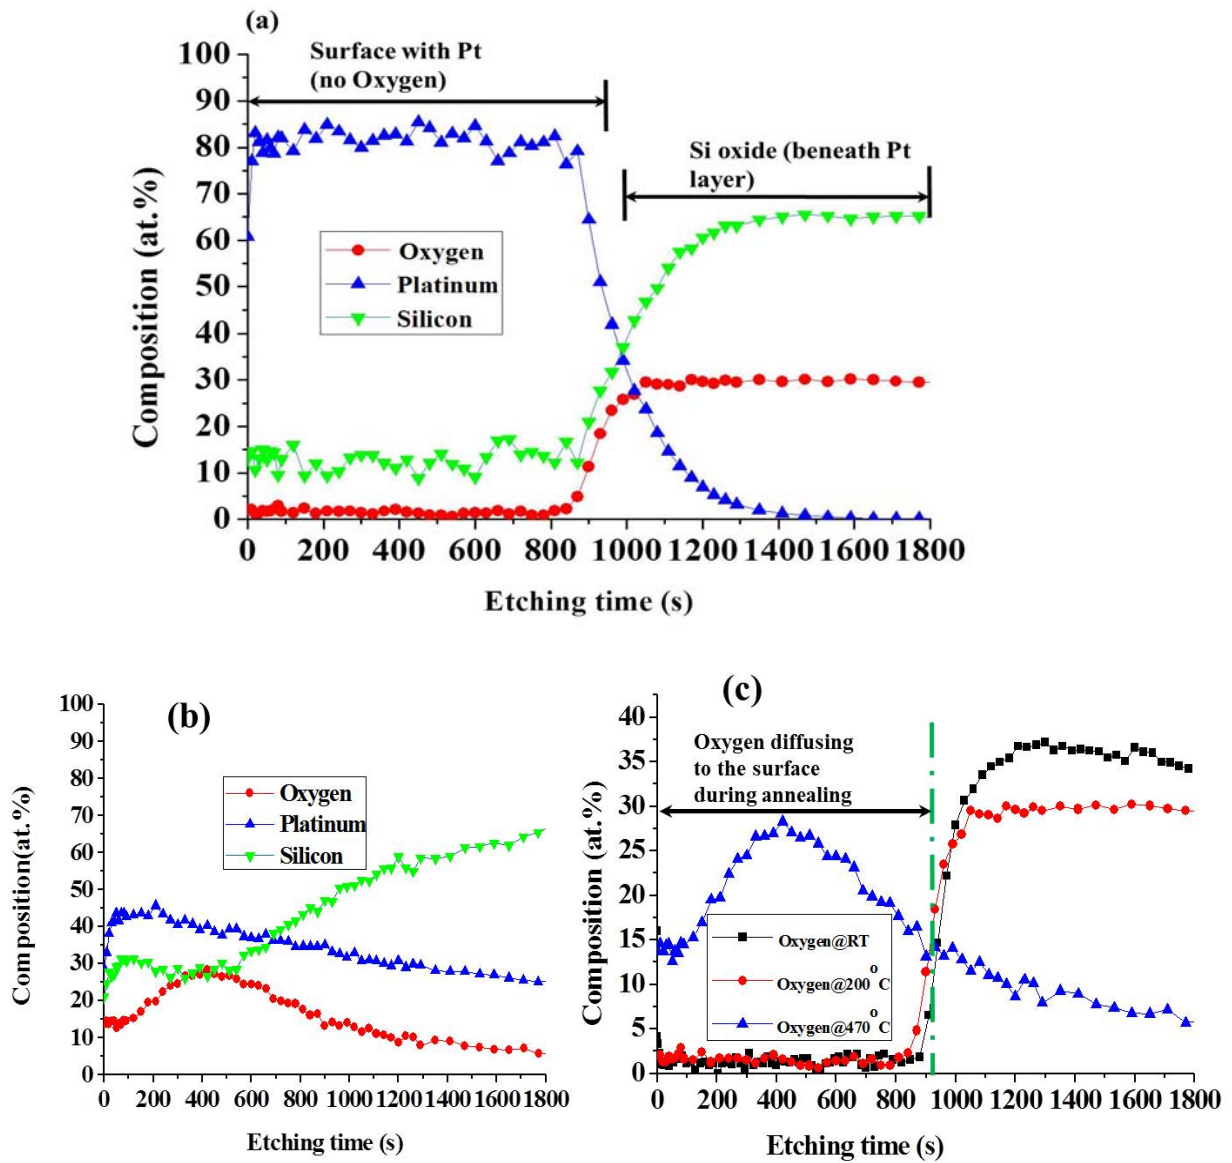 (a)
Surface with Pt
(no Oxygen)
Si oxide (beneath Pt
layer)
Oxygen
Platinum
Silicon
100
90
80
70
60
50
40
30
20
10
0
0 200 400 600 800 1000 1200 1400 1600 1800
Composition (at.%)
Etching time (s)
(b)
Oxygen
Platinum
Silicon
100
90
80
70
60
50
40
30
20
10
0
0 200 400 600 800 1000 1200 1400 1600 1800
Composition(at.%)
Etching time (s)
(c)
Oxygen diffusing
to the surface
during annealing
Oxygen@RT
Oxygen@200°C
Oxygen@470°C
40
35
30
25
20
15
10
5
0
0 200 400 600 800 1000 1200 1400 1600 1800
Composition (at.%)
Etching time (s)